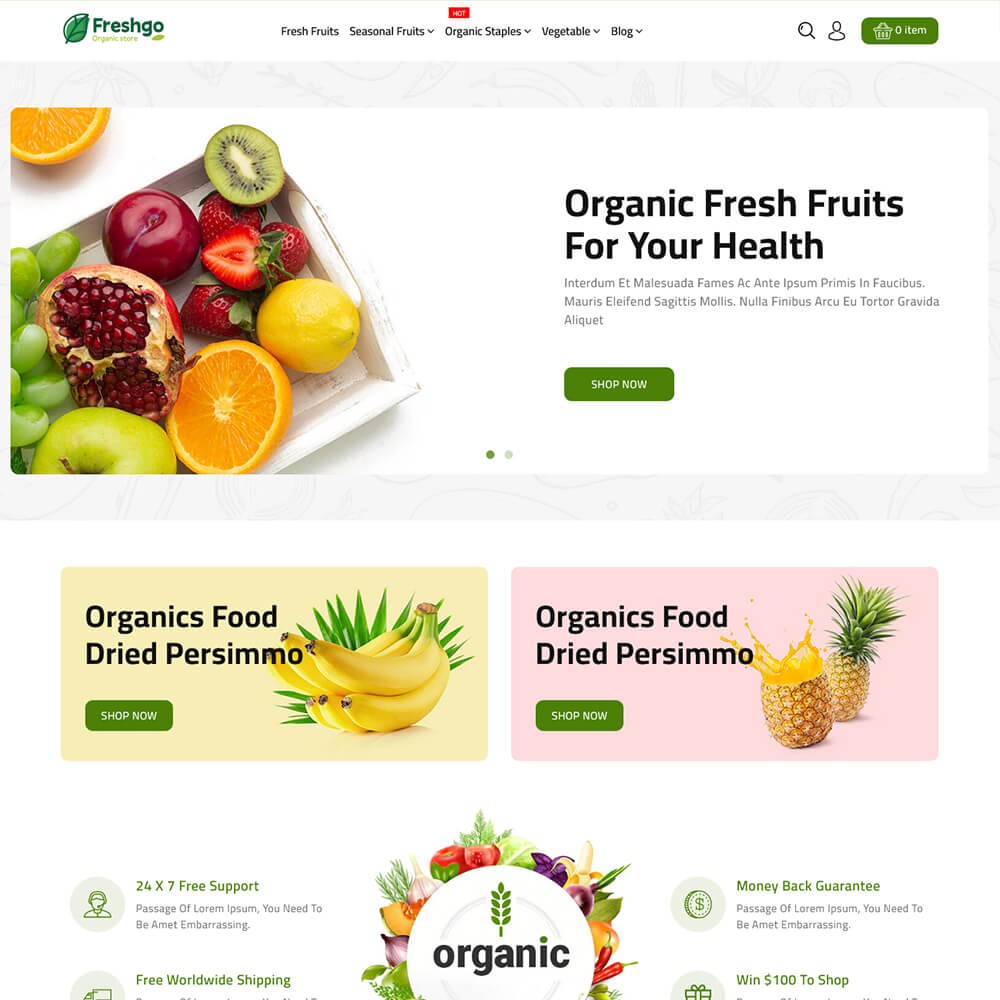 Freshgo
Organic store
HOT
Fresh Fruits Seasonal Fruits Organic Staples Vegetable Blog
0 item
Organic Fresh Fruits
For Your Health
Interdum Et Malesuada Fames Ac Ante Ipsum Primis In Faucibus.
Mauris Eleifend Sagittis Mollis. Nulla Finibus Arcu Eu Tortor Gravida
Aliquet
SHOP NOW
Organics Food
Dried Persimmo
SHOP NOW
Organics Food
Dried Persimmo
SHOP NOW
24 X 7 Free Support
Passage Of Lorem Ipsum, You Need To
Be Amet Embarrassing.
Free Worldwide Shipping
organic
Money Back Guarantee
$
Passage Of Lorem Ipsum, You Need To
Be Amet Embarrassing.
Win $100 To Shop